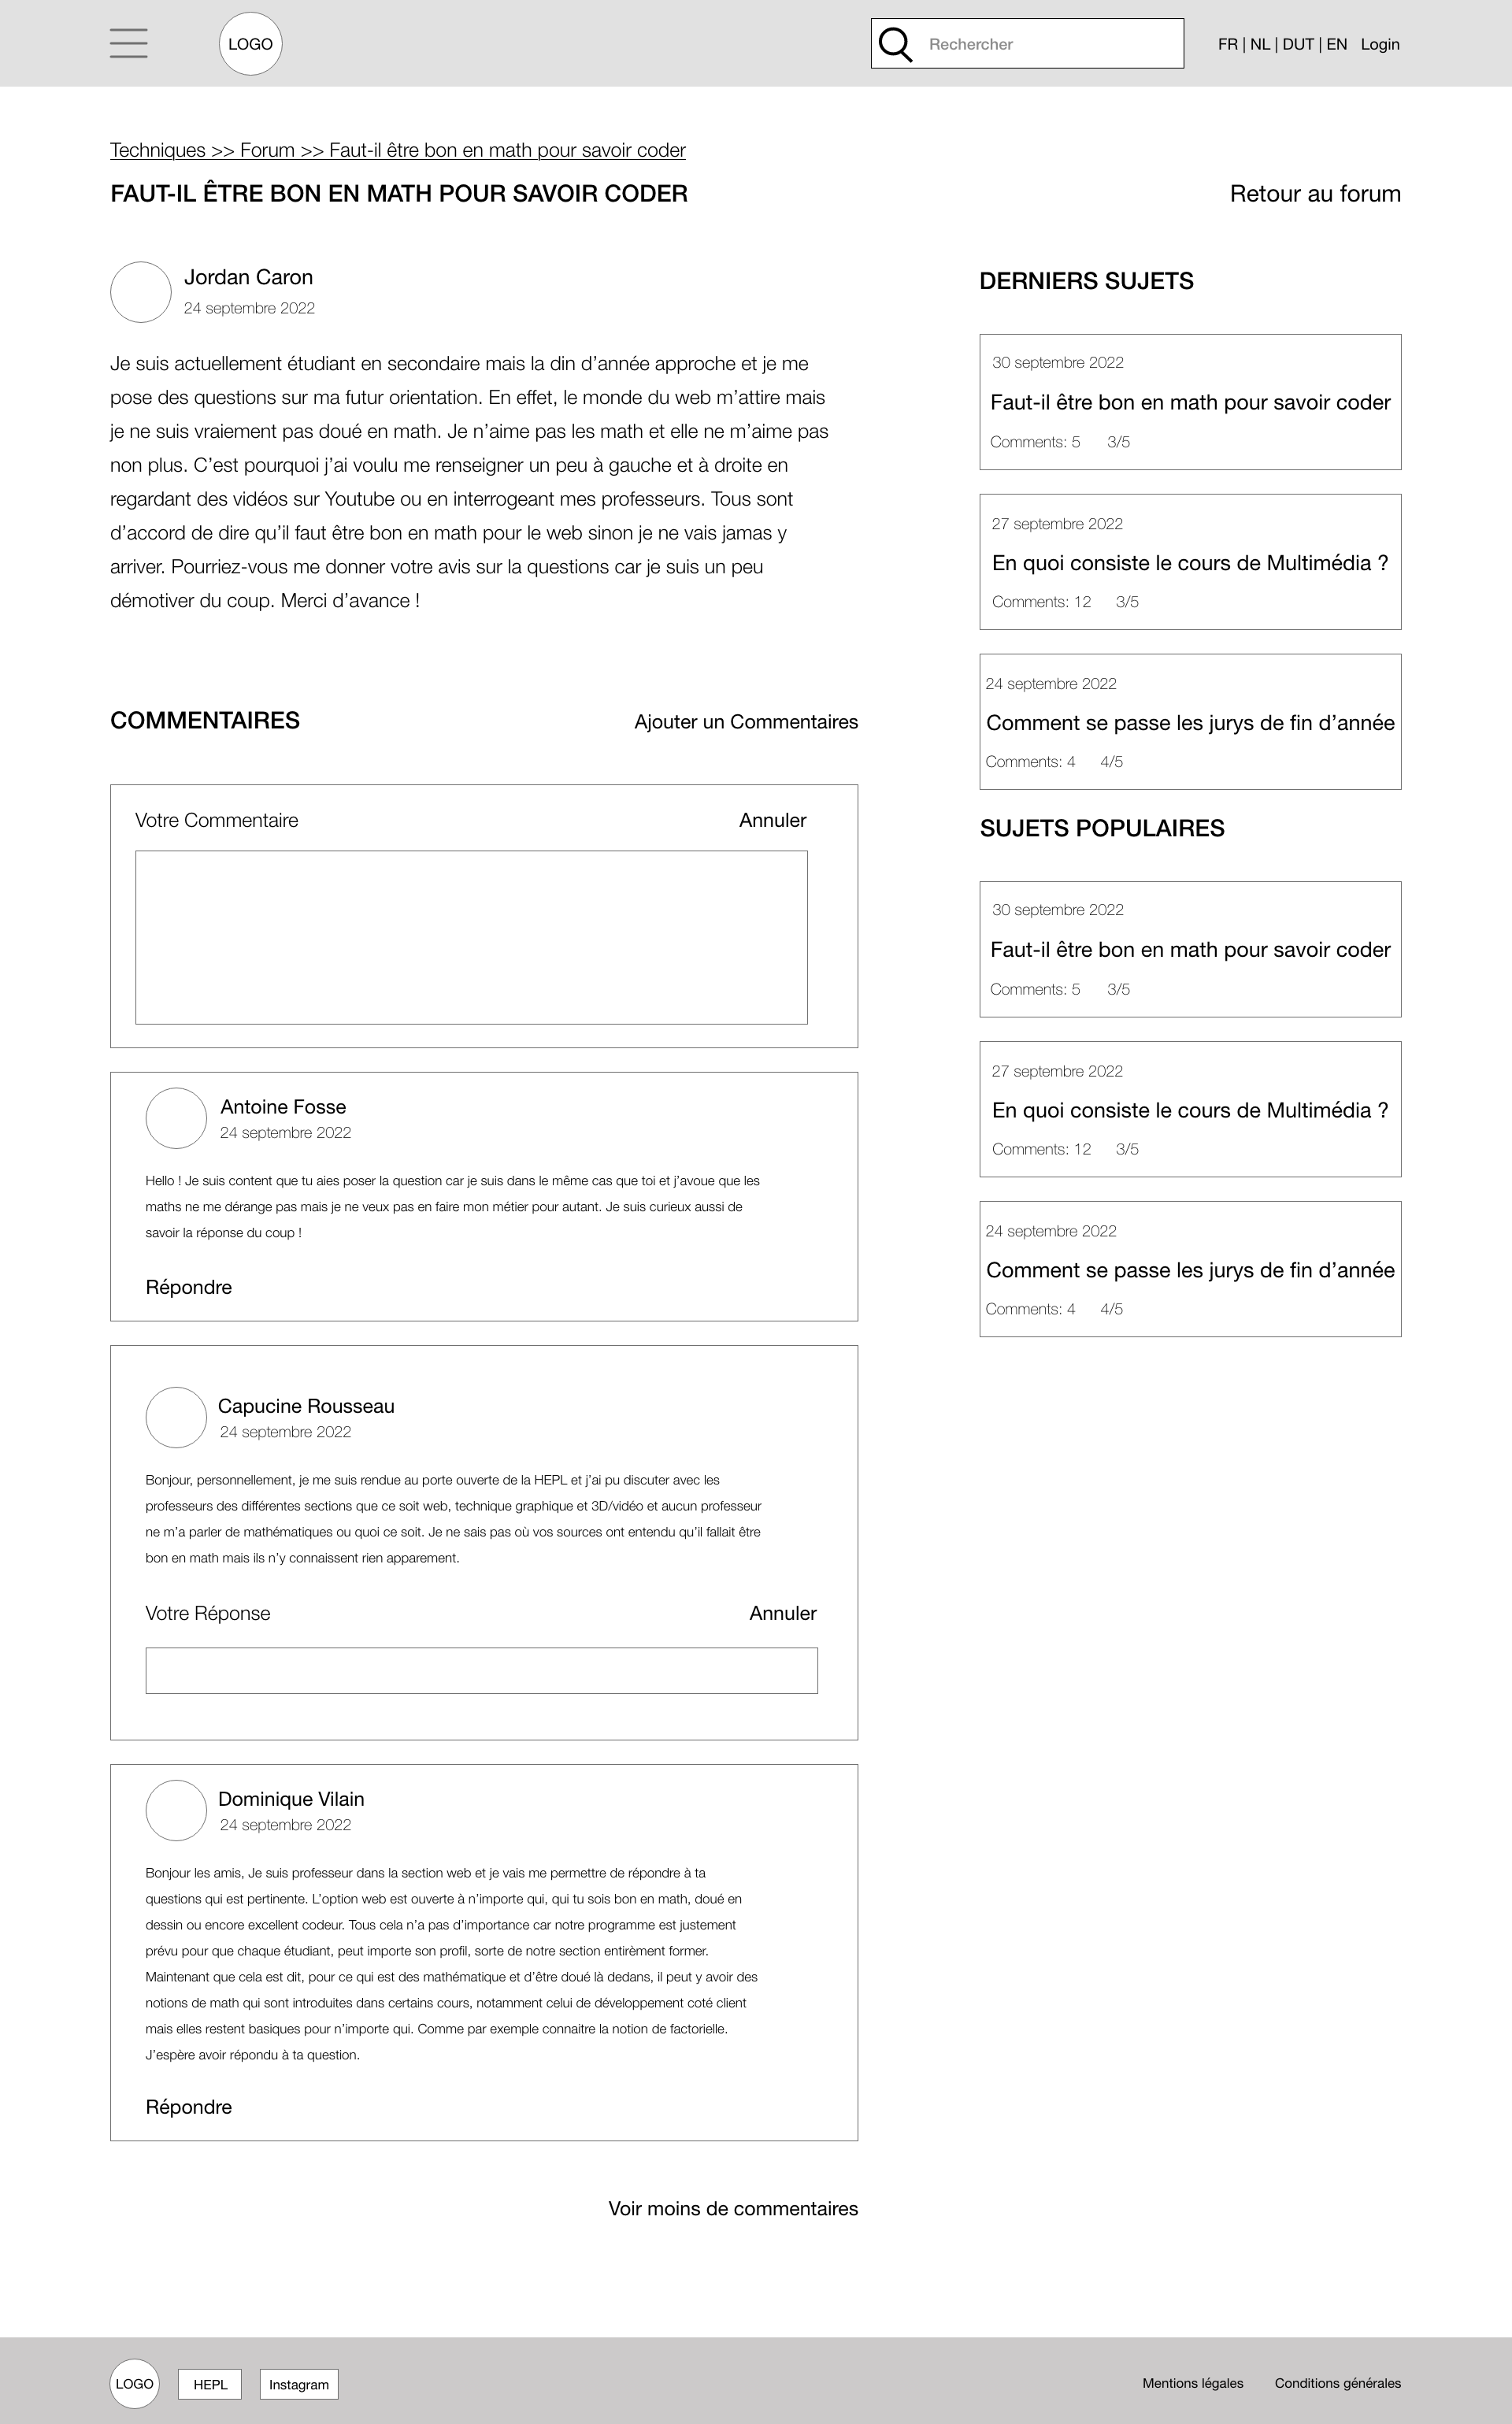 LOGO
Rechercher
FR | NL | DUT | EN Login
Techniques >> Forum >> Faut-il être bon en math pour savoir coder
FAUT-IL ÊTRE BON EN MATH POUR SAVOIR CODER
Retour au forum
Jordan Caron
24 septembre 2022
Je suis actuellement étudiant en secondaire mais la din d’année approche et je me
pose des questions sur ma futur orientation. En effet, le monde du web m’attire mais
je ne suis vraiement pas doué en math. Je n’aime pas les math et elle ne m’aime pas
non plus. C’est pourquoi j’ai voulu me renseigner un peu à gauche et à droite en
regardant des vidéos sur Youtube ou en interrogeant mes professeurs. Tous sont
d’accord de dire qu’il faut être bon en math pour le web sinon je ne vais jamas y
arriver. Pourriez-vous me donner votre avis sur la questions car je suis un peu
démotiver du coup. Merci d’avance !
COMMENTAIRES
Ajouter un Commentaires
Votre Commentaire
Annuler
Antoine Fosse
24 septembre 2022
Hello ! Je suis content que tu aies poser la question car je suis dans le même cas que toi et j’avoue que les
maths ne me dérange pas mais je ne veux pas en faire mon métier pour autant. Je suis curieux aussi de
savoir la réponse du coup !
Répondre
Capucine Rousseau
24 septembre 2022
Bonjour, personnellement, je me suis rendue au porte ouverte de la HEPL et j’ai pu discuter avec les
professeurs des différentes sections que ce soit web, technique graphique et 3D/vidéo et aucun professeur
ne m’a parler de mathématiques ou quoi ce soit. Je ne sais pas où vos sources ont entendu qu’il fallait être
bon en math mais ils n’y connaissent rien apparement.
Votre Réponse
Annuler
Dominique Vilain
24 septembre 2022
Bonjour les amis, Je suis professeur dans la section web et je vais me permettre de répondre à ta
questions qui est pertinente. L’option web est ouverte à n’importe qui, qui tu sois bon en math, doué en
dessin ou encore excellent codeur. Tous cela n’a pas d’importance car notre programme est justement
prévu pour que chaque étudiant, peut importe son profil, sorte de notre section entirèment former.
Maintenant que cela est dit, pour ce qui est des mathématique et d’être doué là dedans, il peut y avoir des
notions de math qui sont introduites dans certains cours, notamment celui de développement coté client
mais elles restent basiques pour n’importe qui. Comme par exemple connaitre la notion de factorielle.
J’espère avoir répondu à ta question.
Répondre
Voir moins de commentaires
DERNIERS SUJETS
30 septembre 2022
Faut-il être bon en math pour savoir coder
Comments: 5 3/5
27 septembre 2022
En quoi consiste le cours de Multimédia ?
Comments: 12 3/5
24 septembre 2022
Comment se passe les jurys de fin d’année
Comments: 4 4/5
SUJETS POPULAIRES
30 septembre 2022
Faut-il être bon en math pour savoir coder
Comments: 5 3/5
27 septembre 2022
En quoi consiste le cours de Multimédia ?
Comments: 12 3/5
24 septembre 2022
Comment se passe les jurys de fin d’année
Comments: 4 4/5
LOGO
HEPL
Instagram
Mentions légales
Conditions générales